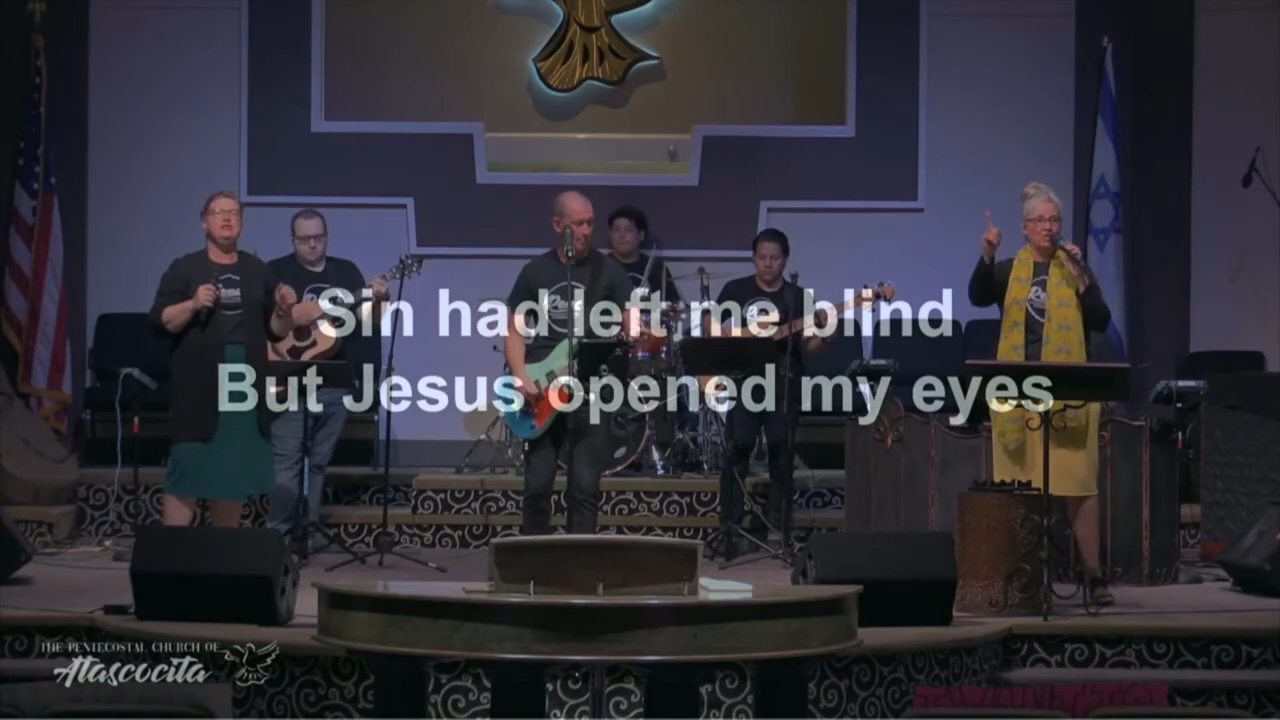 Sin had left me blind
But Jesus opened my eyes
THE PENTECOSTAL CHURCH OF
Atascocita